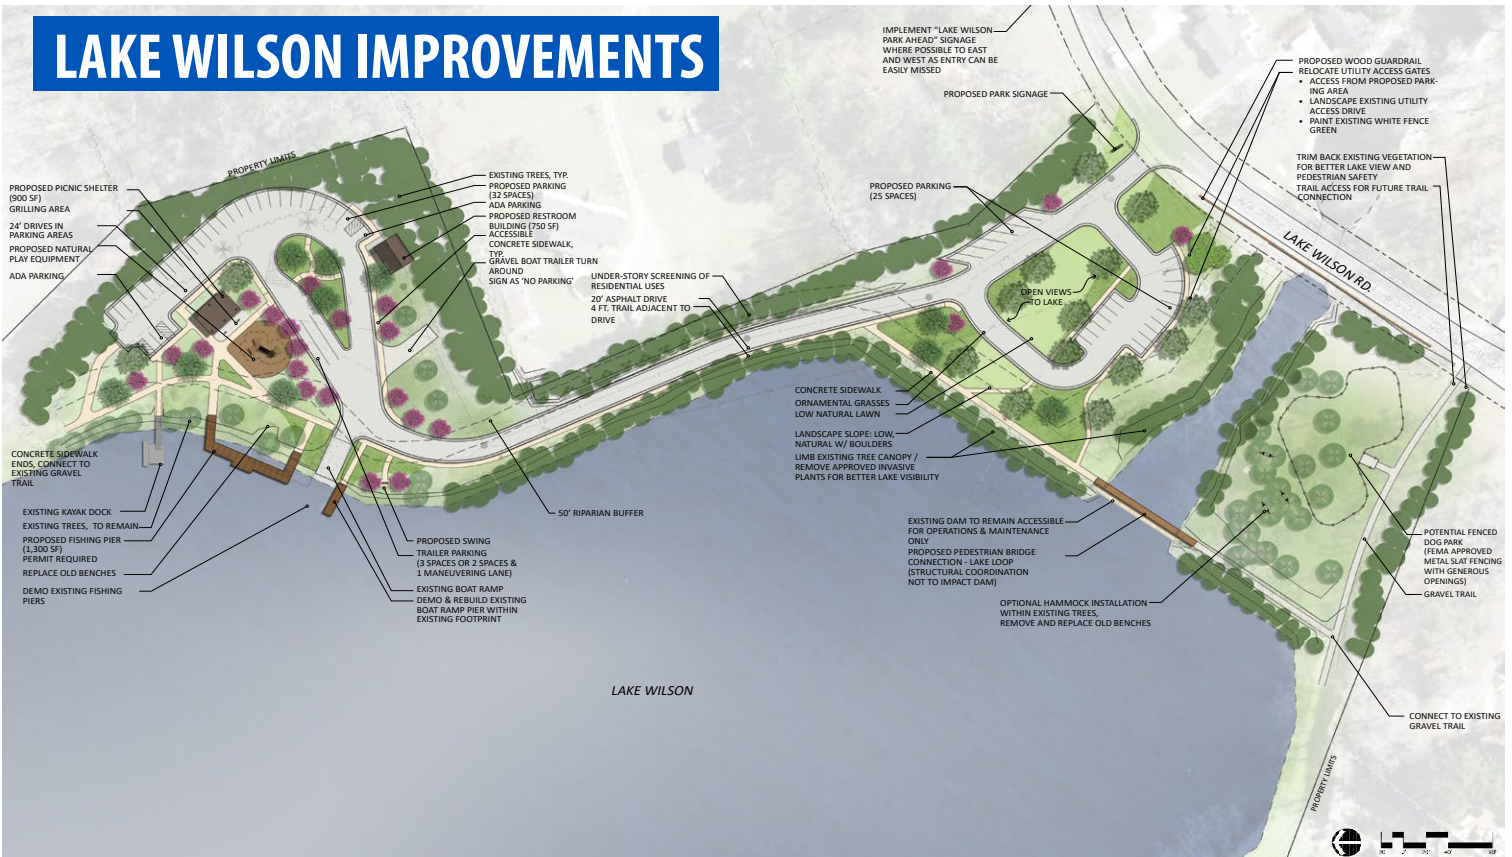 LAKE WILSON IMPROVEMENTS
IMPLEMENT “LAKE WILSON
PARK AHEAD” SIGNAGE
WHERE POSSIBLE TO EAST
AND WEST AS ENTRY CAN BE
EASILY MISSED
PROPOSED PARK SIGNAGE
PROPOSED WOOD GUARDRAIL
RELOCATE UTILITY ACCESS GATES
• ACCESS FROM PROPOSED PARK-
ING AREA
• LANDSCAPE EXISTING UTILITY
ACCESS DRIVE
• PAINT EXISTING WHITE FENCE
GREEN
TRIM BACK EXISTING VEGETATION
FOR BETTER LAKE VIEW AND
PEDESTRIAN SAFETY
TRAIL ACCESS FOR FUTURE TRAIL
CONNECTION
PROPERTY LIMITS
PROPOSED PICNIC SHELTER
(900 SF)
GRILLING AREA
24’ DRIVES IN
PARKING AREAS
PROPOSED NATURAL
PLAY EQUIPMENT
ADA PARKING
EXISTING TREES, TYP.
PROPOSED PARKING
(32 SPACES)
ADA PARKING
PROPOSED RESTROOM
BUILDING (750 SF)
ACCESSIBLE
CONCRETE SIDEWALK,
TYP.
GRAVEL BOAT TRAILER TURN
AROUND
SIGN AS ‘NO PARKING’
UNDER-STORY SCREENING OF
RESIDENTIAL USES
20’ ASPHALT DRIVE
4 FT. TRAIL ADJACENT TO
DRIVE
PROPOSED PARKING
(25 SPACES)
OPEN VIEWS
TO LAKE
LAKE WILSON RD.
CONCRETE SIDEWALK
ORNAMENTAL GRASSES
LOW NATURAL LAWN
LANDSCAPE SLOPE: LOW,
NATURAL W/ BOULDERS
LIMB EXISTING TREE CANOPY /
REMOVE APPROVED INVASIVE
PLANTS FOR BETTER LAKE VISIBILITY
CONCRETE SIDEWALK
ENDS, CONNECT TO
EXISTING GRAVEL
TRAIL
EXISTING KAYAK DOCK
EXISTING TREES, TO REMAIN
PROPOSED FISHING PIER
(1,300 SF)
PERMIT REQUIRED
REPLACE OLD BENCHES
DEMO EXISTING FISHING
PIERS
50’ RIPARIAN BUFFER
PROPOSED SWING
TRAILER PARKING
(3 SPACES OR 2 SPACES &
1 MANEUVERING LANE)
EXISTING BOAT RAMP
DEMO & REBUILD EXISTING
BOAT RAMP PIER WITHIN
EXISTING FOOTPRINT
EXISTING DAM TO REMAIN ACCESSIBLE
FOR OPERATIONS & MAINTENANCE
ONLY
PROPOSED PEDESTRIAN BRIDGE
CONNECTION - LAKE LOOP
(STRUCTURAL COORDINATION
NOT TO IMPACT DAM)
OPTIONAL HAMMOCK INSTALLATION
WITHIN EXISTING TREES,
REMOVE AND REPLACE OLD BENCHES
POTENTIAL FENCED
DOG PARK
(FEMA APPROVED
METAL SLAT FENCING
WITH GENEROUS
OPENINGS)
GRAVEL TRAIL
CONNECT TO EXISTING
GRAVEL TRAIL
LAKE WILSON
PROPERTY LIMITS